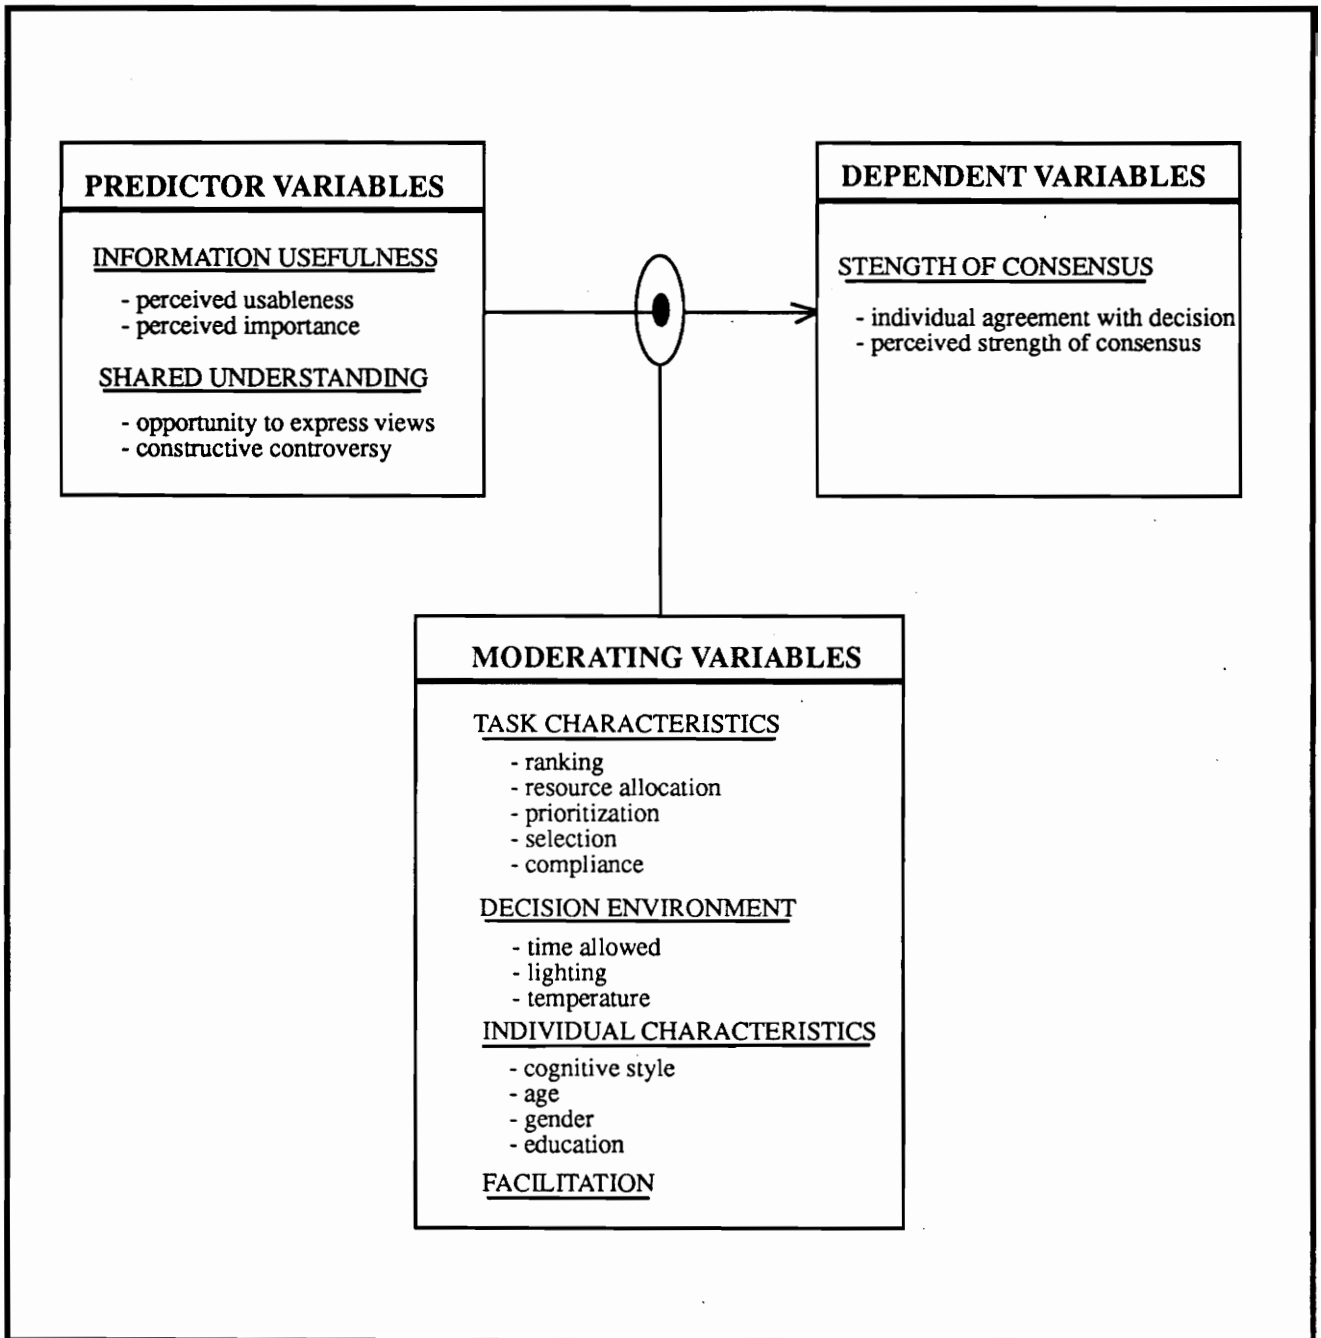 PREDICTOR VARIABLES
INFORMATION USEFULNESS
- perceived usableness
- perceived importance
SHARED UNDERSTANDING
- opportunity to express views
- constructive controversy
DEPENDENT VARIABLES
STENGTH OF CONSENSUS
- individual agreement with decision
- perceived strength of consensus
MODERATING VARIABLES
TASK CHARACTERISTICS
- ranking
- resource allocation
- prioritization
- selection
- compliance
DECISION ENVIRONMENT
- time allowed
- lighting
- temperature
INDIVIDUAL CHARACTERISTICS
- cognitive style
- age
- gender
- education
FACILITATION